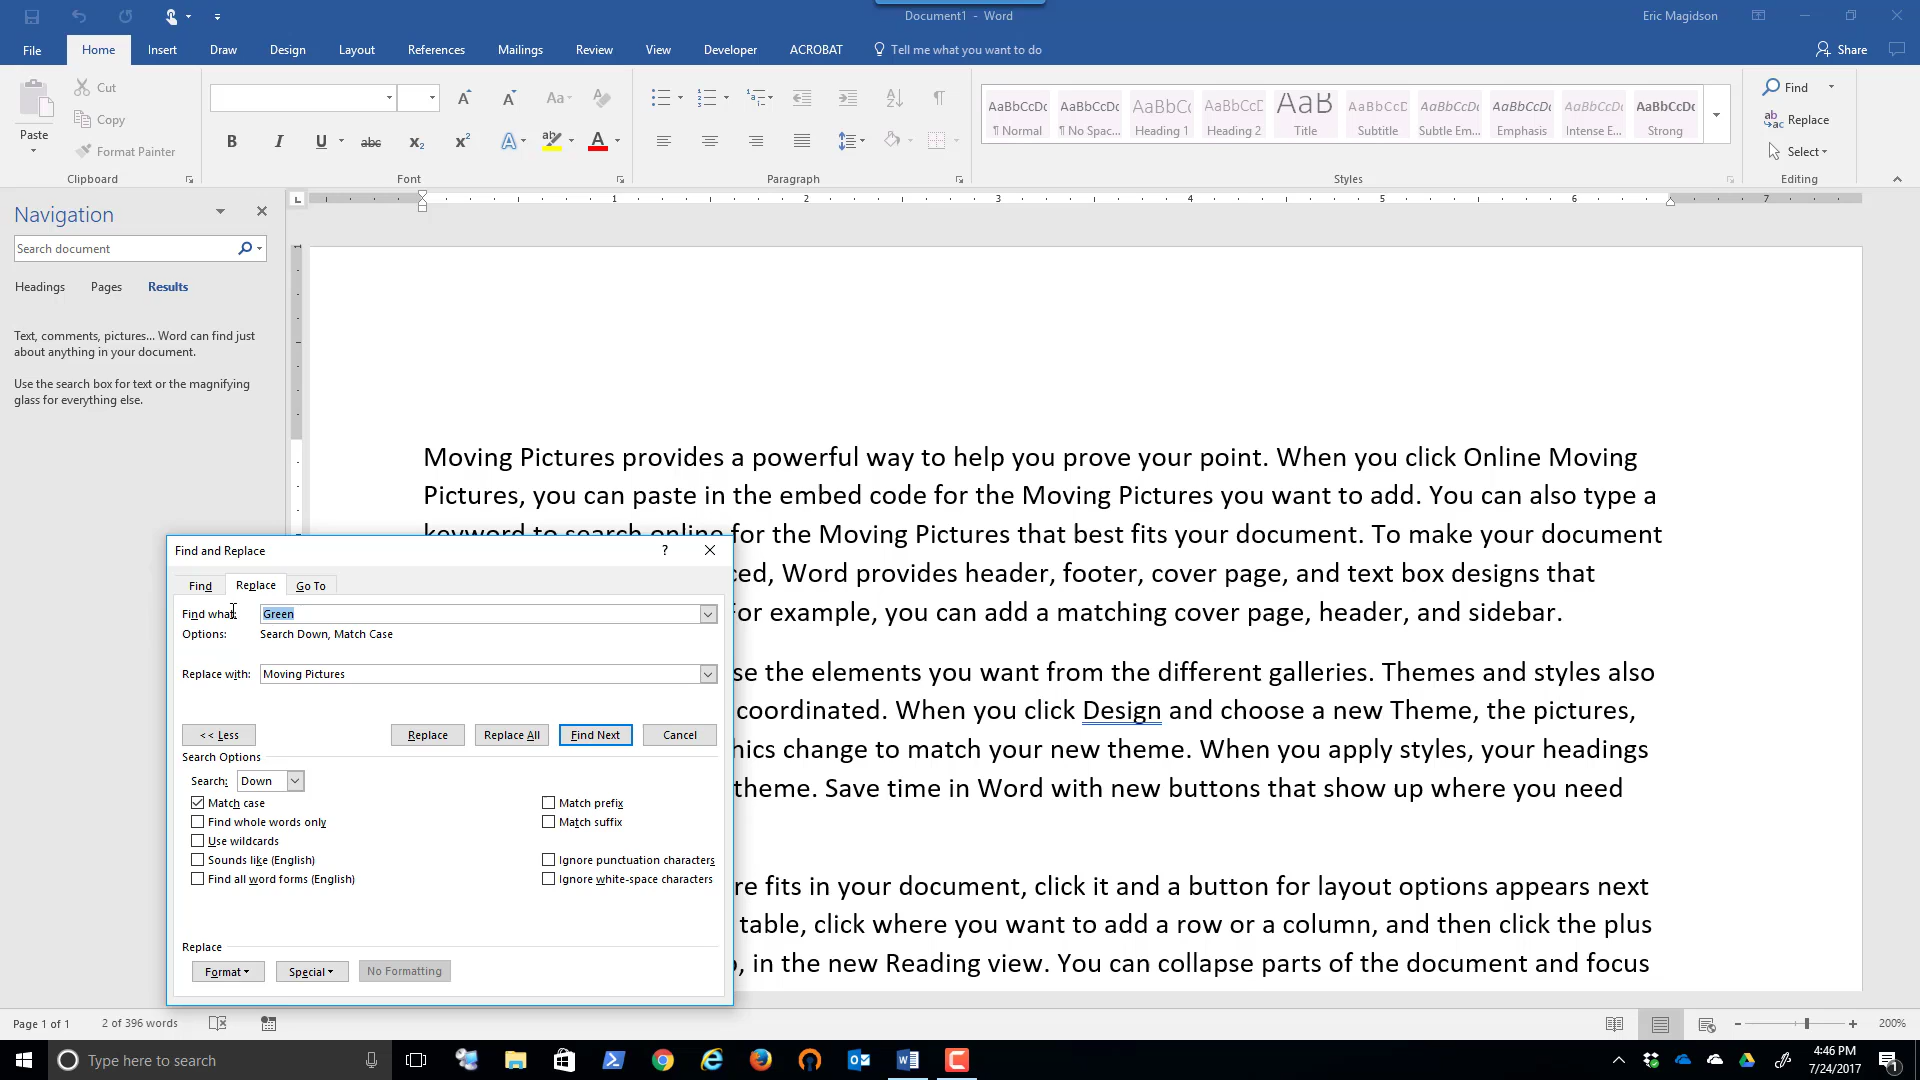 Document1 - Word
Eric Magidson
File
Home
Insert
Draw
Design
Layout
References
Mailings
Review
View
Developer
ACROBAT
Tell me what you want to do
Share
Paste
Cut
Copy
Format Painter
Clipboard
Aa
B
I
U
abc
Font
Paragraph
AaBbCcDc
¶ Normal
AaBbCcDc
¶ No Spac...
AaBbC
Heading 1
AaBbCcE
Heading 2
AaB
Title
AaBbCcD
Subtitle
AaBbCcDc
Subtle Em...
AaBbCcDc
Emphasis
AaBbCcDc
Intense E...
AaBbCcDc
Strong
Styles
Find
Replace
Select
Editing
Navigation
Search document
Headings
Pages
Results
Text, comments, pictures... Word can find just
about anything in your document.
Use the search box for text or the magnifying
glass for everything else.
1 2 3 4 5 6 7
Moving Pictures provides a powerful way to help you prove your point. When you click Online Moving
Pictures, you can paste in the embed code for the Moving Pictures you want to add. You can also type a
keyword to search online for the Moving Pictures that best fits your document. To make your document
ced, Word provides header, footer, cover page, and text box designs that
For example, you can add a matching cover page, header, and sidebar.
se the elements you want from the different galleries. Themes and styles also
coordinated. When you click Design and choose a new Theme, the pictures,
hics change to match your new theme. When you apply styles, your headings
theme. Save time in Word with new buttons that show up where you need
re fits in your document, click it and a button for layout options appears next
table, click where you want to add a row or a column, and then click the plus
, in the new Reading view. You can collapse parts of the document and focus
Find and Replace
?
Find
Replace
Go To
Find what
Green
Options:
Search Down, Match Case
Replace with:
Moving Pictures
<< Less
Replace
Replace All
Find Next
Cancel
Search Options
Search:
Down
Match case
Find whole words only
Use wildcards
Sounds like (English)
Find all word forms (English)
Match prefix
Match suffix
Ignore punctuation characters
Ignore white-space characters
Replace
Format
Special
No Formatting
Page 1 of 1
2 of 396 words
200%
Type here to search
4:46 PM
7/24/2017